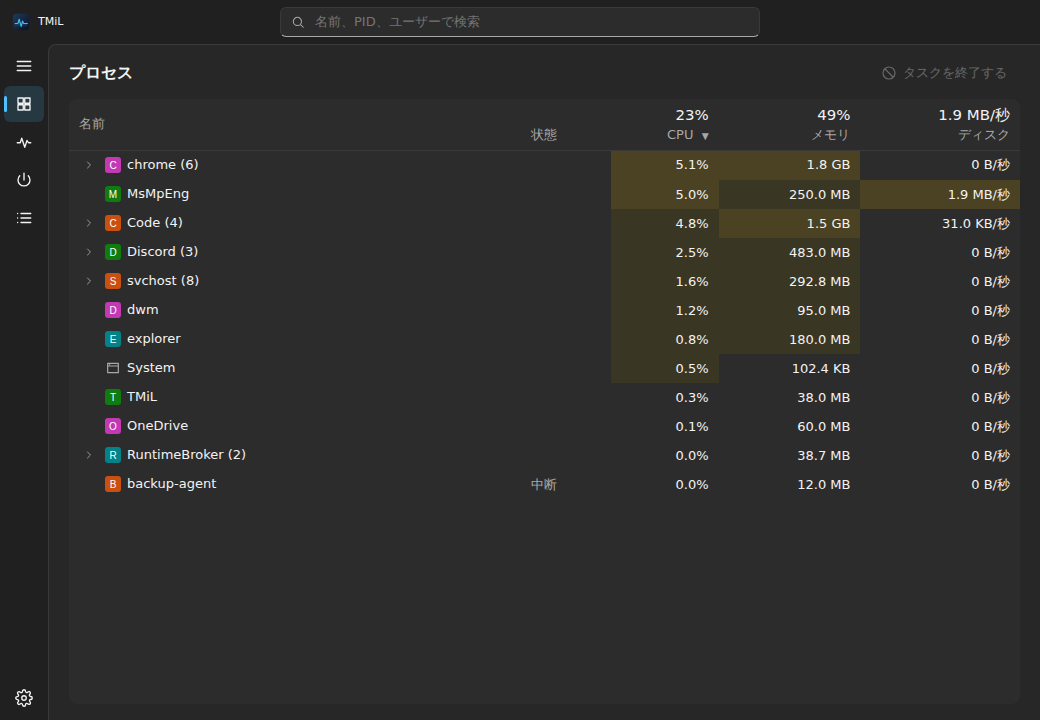 TMiL
名前、PID、ユーザーで検索
プロセス
タスクを終了する
23% 49% 1.9 MB/秒
名前 状態 CPU ▼ メモリ ディスク
C chrome (6) 5.1% 1.8 GB 0 B/秒
M MsMpEng 5.0% 250.0 MB 1.9 MB/秒
C Code (4) 4.8% 1.5 GB 31.0 KB/秒
D Discord (3) 2.5% 483.0 MB 0 B/秒
S svchost (8) 1.6% 292.8 MB 0 B/秒
D dwm 1.2% 95.0 MB 0 B/秒
E explorer 0.8% 180.0 MB 0 B/秒
System 0.5% 102.4 KB 0 B/秒
T TMiL 0.3% 38.0 MB 0 B/秒
O OneDrive 0.1% 60.0 MB 0 B/秒
R RuntimeBroker (2) 0.0% 38.7 MB 0 B/秒
B backup-agent 中断 0.0% 12.0 MB 0 B/秒